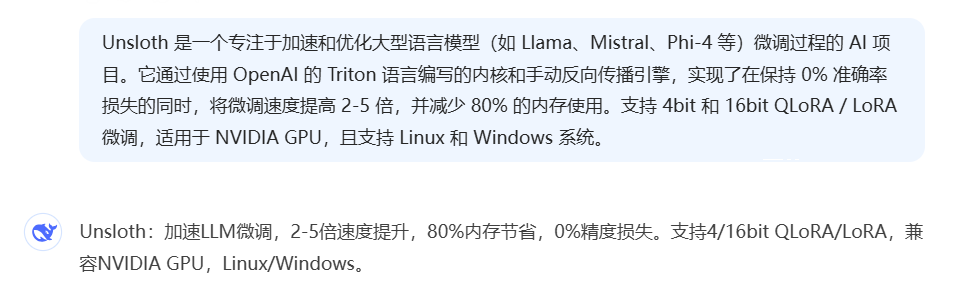 Unsloth 是一个专注于加速和优化大型语言模型（如 Llama、Mistral、Phi-4 等）微调过程的 AI 项
目。它通过使用 OpenAI 的 Triton 语言编写的内核和手动反向传播引擎，实现了在保持 0% 准确率
损失的同时，将微调速度提高 2-5 倍，并减少 80% 的内存使用。支持 4bit 和 16bit QLoRA / LoRA
微调，适用于 NVIDIA GPU，且支持 Linux 和 Windows 系统。
Unsloth：加速LLM微调，2-5倍速度提升，80%内存节省，0%精度损失。支持4/16bit QLoRA/LoRA，兼
容NVIDIA GPU，Linux/Windows。